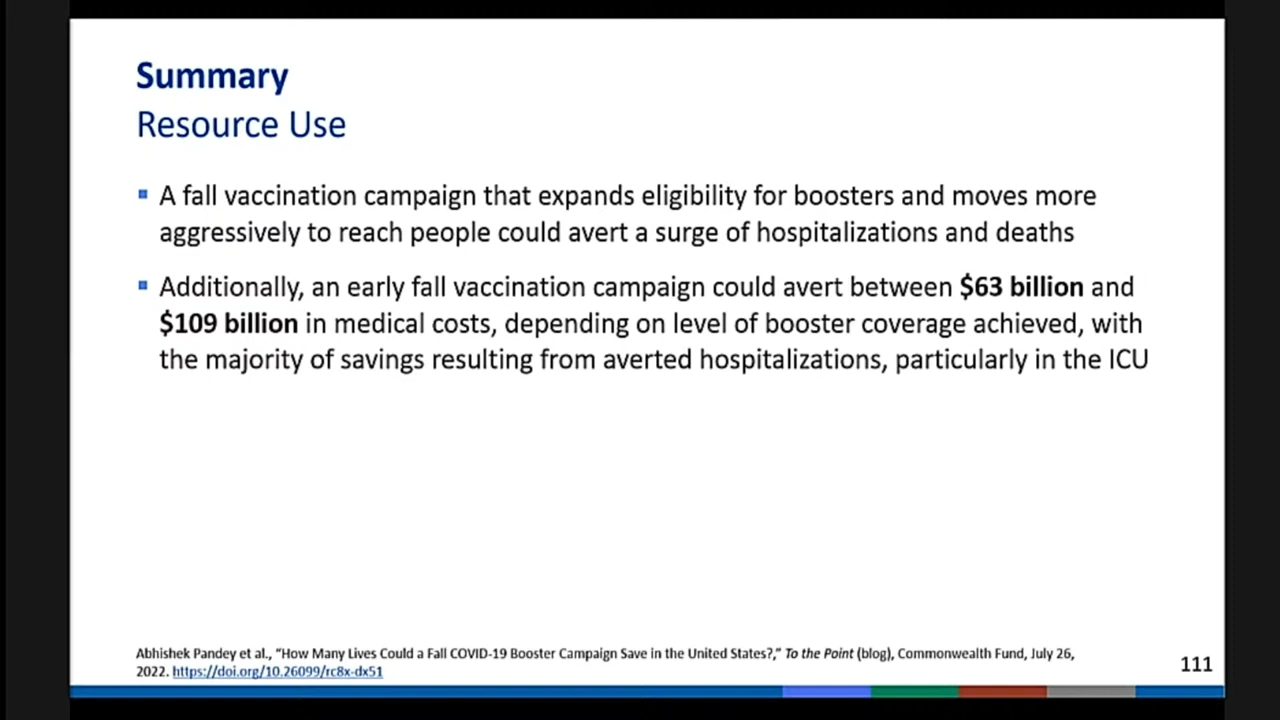 Summary
Resource Use
A fall vaccination campaign that expands eligibility for boosters and moves more
aggressively to reach people could avert a surge of hospitalizations and deaths
Additionally, an early fall vaccination campaign could avert between $63 billion and
$109 billion in medical costs, depending on level of booster coverage achieved, with
the majority of savings resulting from averted hospitalizations, particularly in the ICU
Abhishek Pandey et al., “How Many Lives Could a Fall COVID-19 Booster Campaign Save in the United States?,” To the Point (blog), Commonwealth Fund, July 26,
2022. https://doi.org/10.26099/rc8x-dx51
111